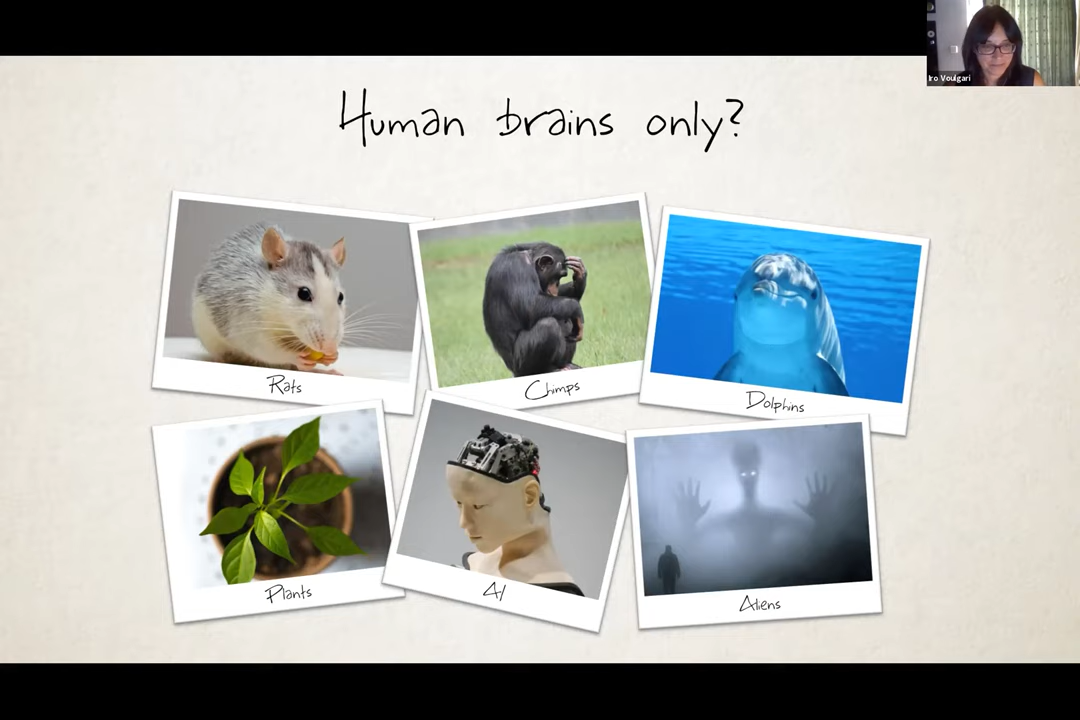 Iro Voulgari
Human brains only?
Rats
Chimps
Dolphins
Plants
AI
Aliens